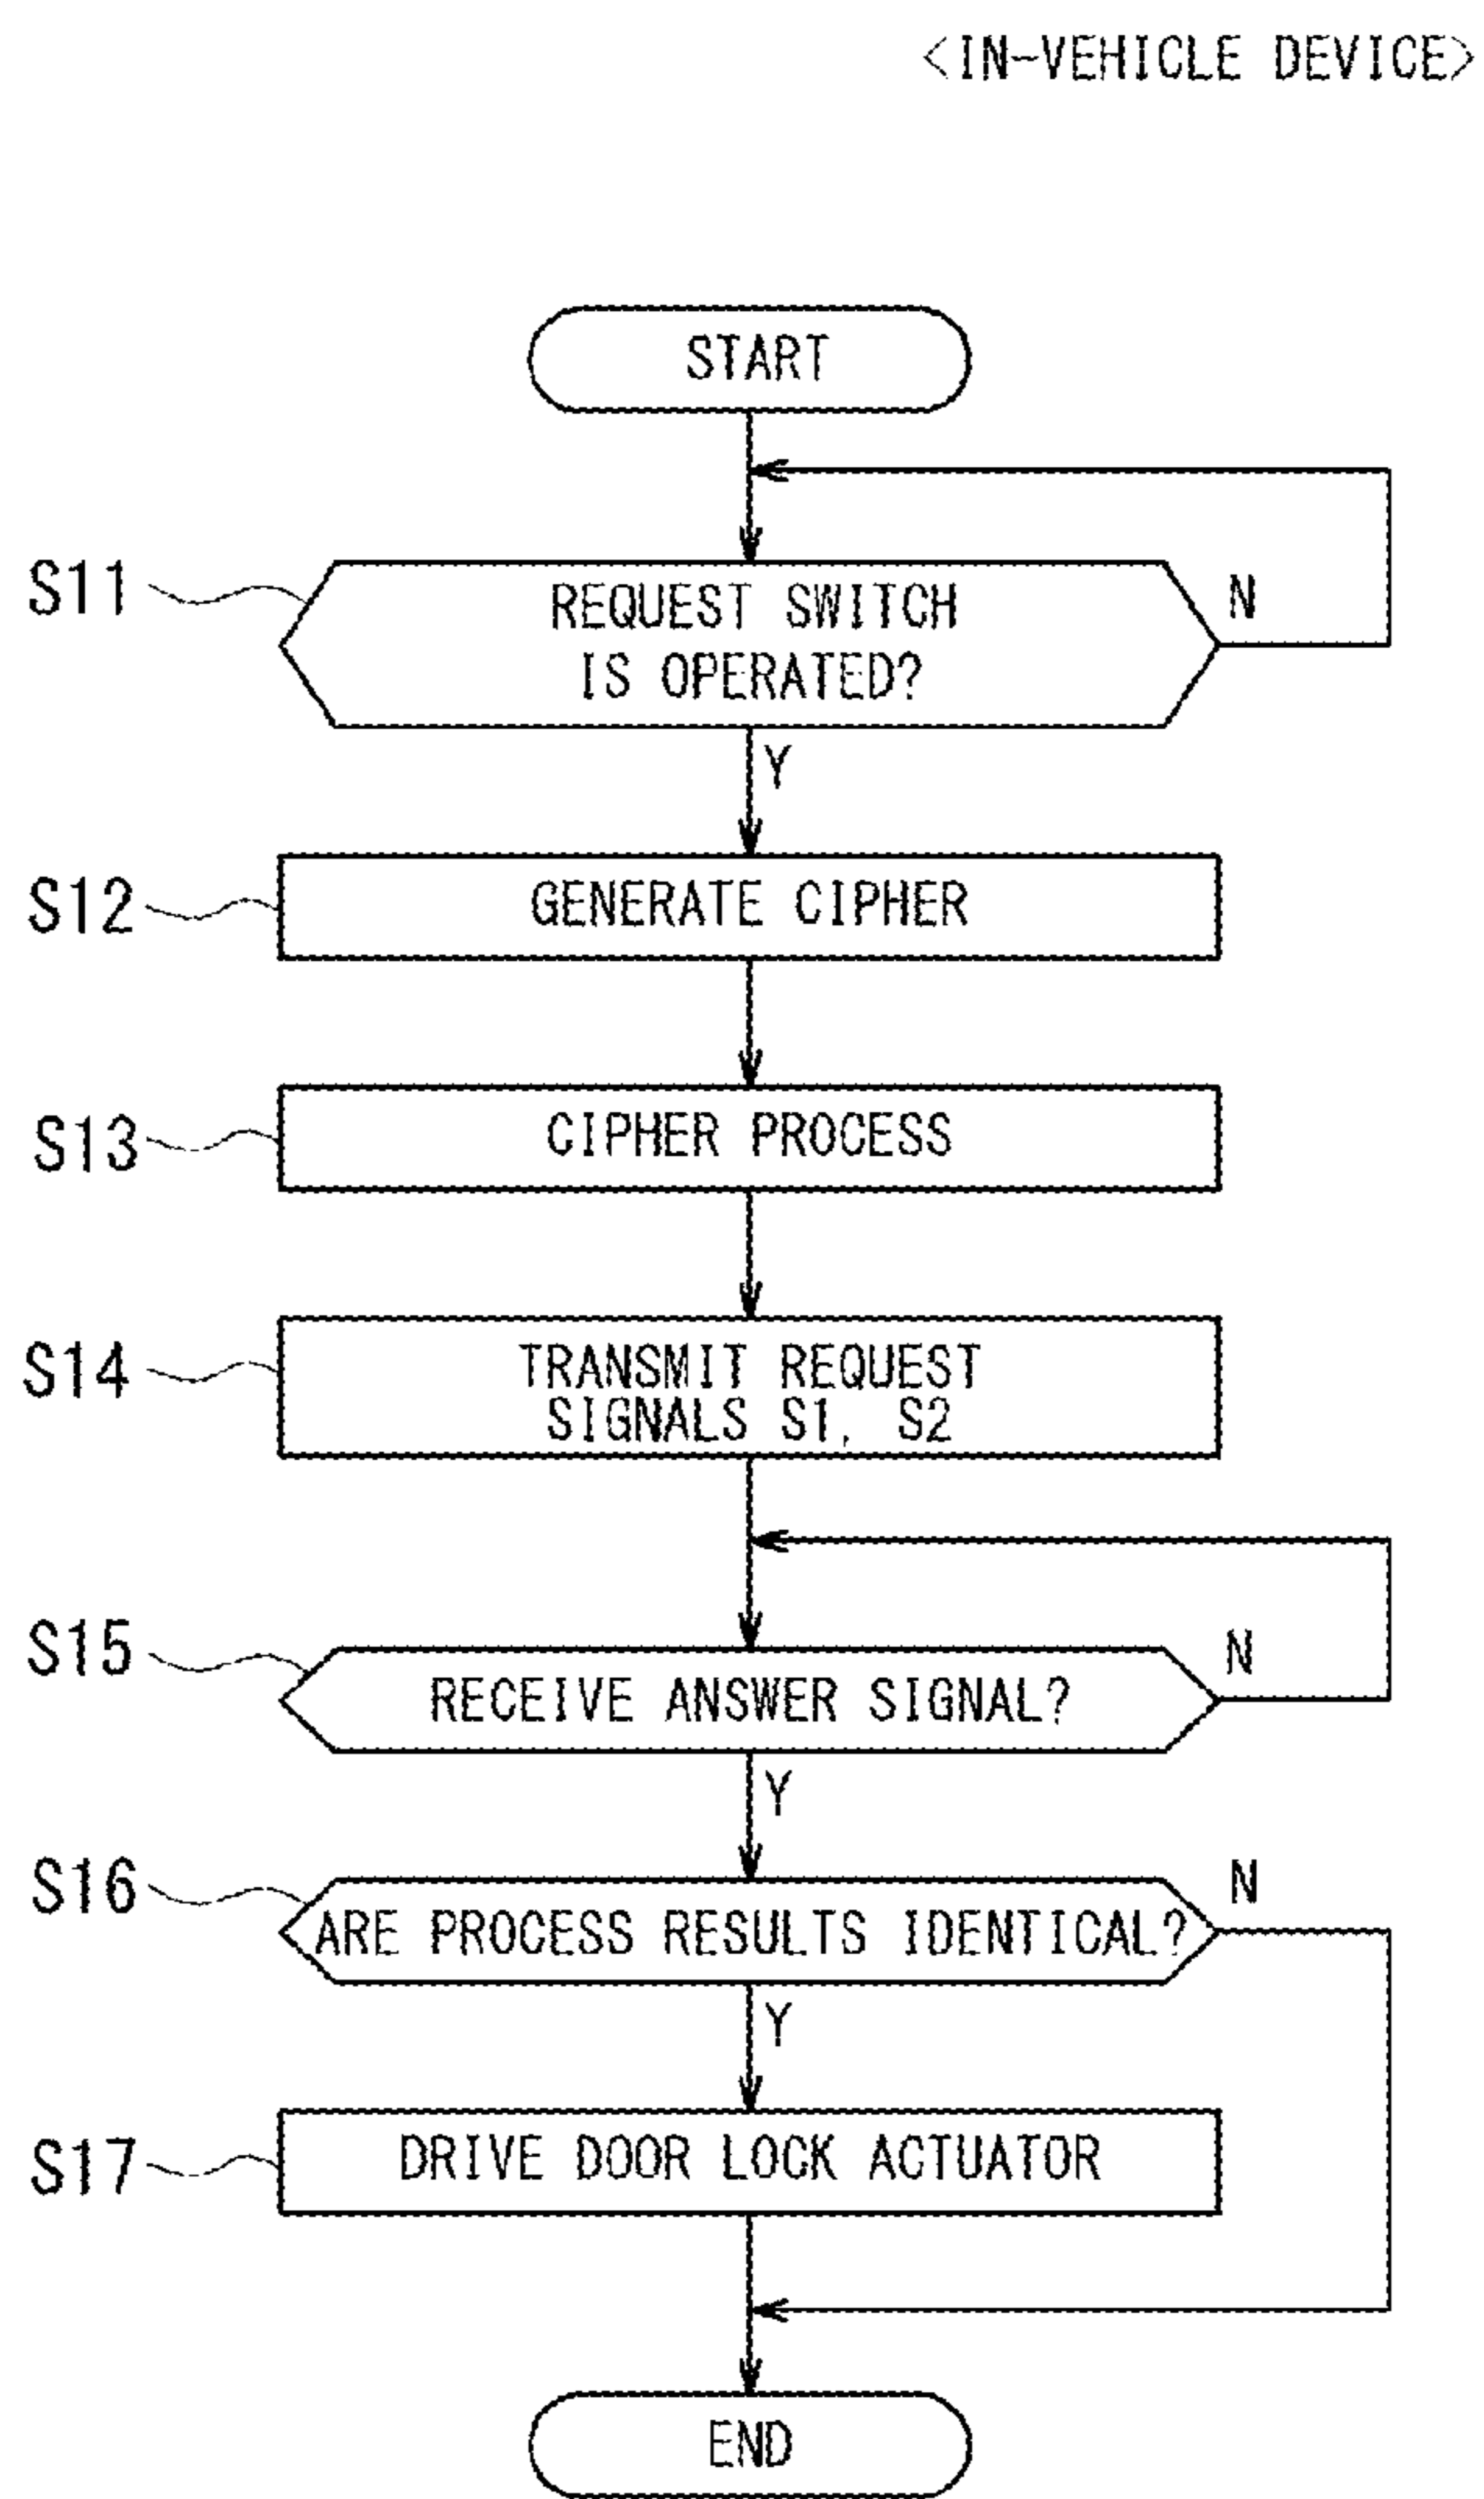 <IN-VEHICLE DEVICE>
START
S11
REQUEST SWITCH
IS OPERATED?
N
Y
S12
GENERATE CIPHER
S13
CIPHER PROCESS
S14
TRANSMIT REQUEST
SIGNALS S1, S2
S15
RECEIVE ANSWER SIGNAL?
N
Y
S16
ARE PROCESS RESULTS IDENTICAL?
N
Y
S17
DRIVE DOOR LOCK ACTUATOR
END